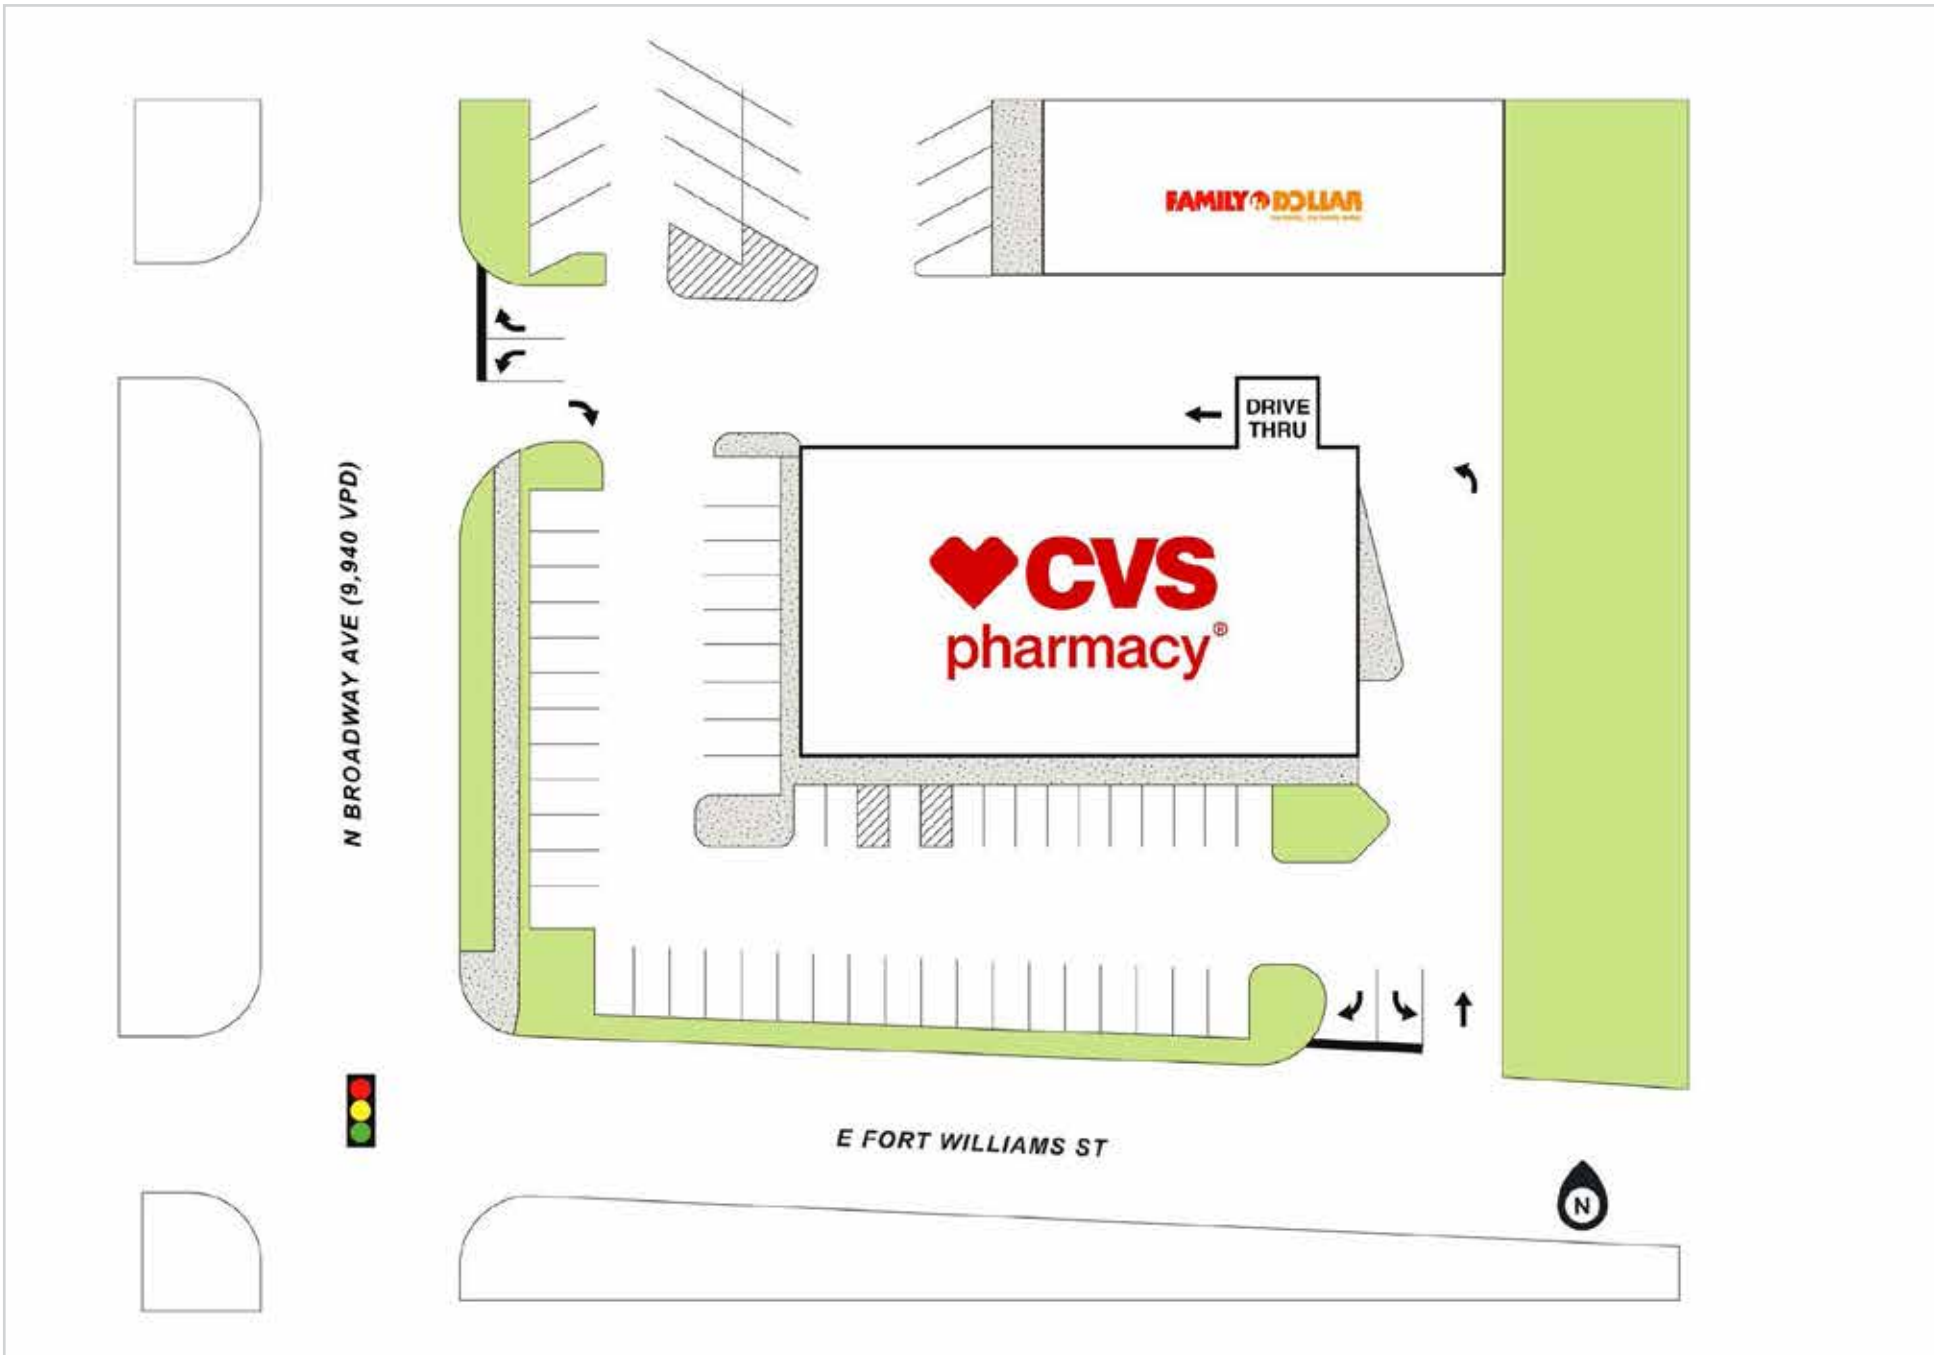 FAMILY DOLLAR
DRIVE
THRU
CVS
pharmacy®
N BROADWAY AVE (9,940 VPD)
E FORT WILLIAMS ST
N